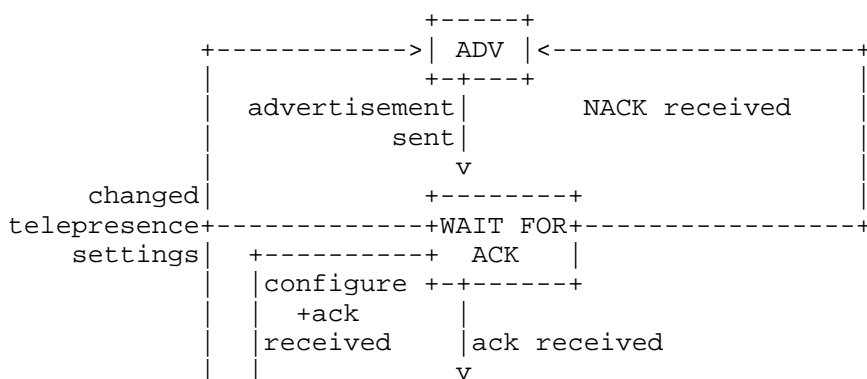 +-----+
         +------------>| ADV |<-------------------+
         |             +-+---+                    |
         |  advertisement|       NACK received    |
         |           sent|                        |
         |               v                        |
  changed|             +--------+                 |
telepresence+-------------+WAIT FOR+-----------------+
 settings|  +----------+  ACK   |
         |  |configure +-+------+
         |  |  +ack      |
         |  |received    |ack received
         |  |            v